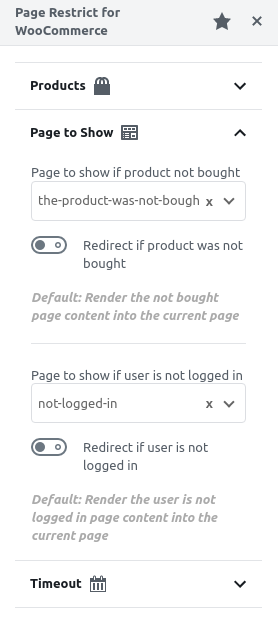 Page Restrict for
WooCommerce
Products
Page to Show
Page to show if product not bought
the-product-was-not-bough x
Redirect if product was not
bought
Default: Render the not bought
page content into the current page
Page to show if user is not logged in
not-logged-in x
Redirect if user is not
logged in
Default: Render the user is not
logged in page content into the
current page
Timeout